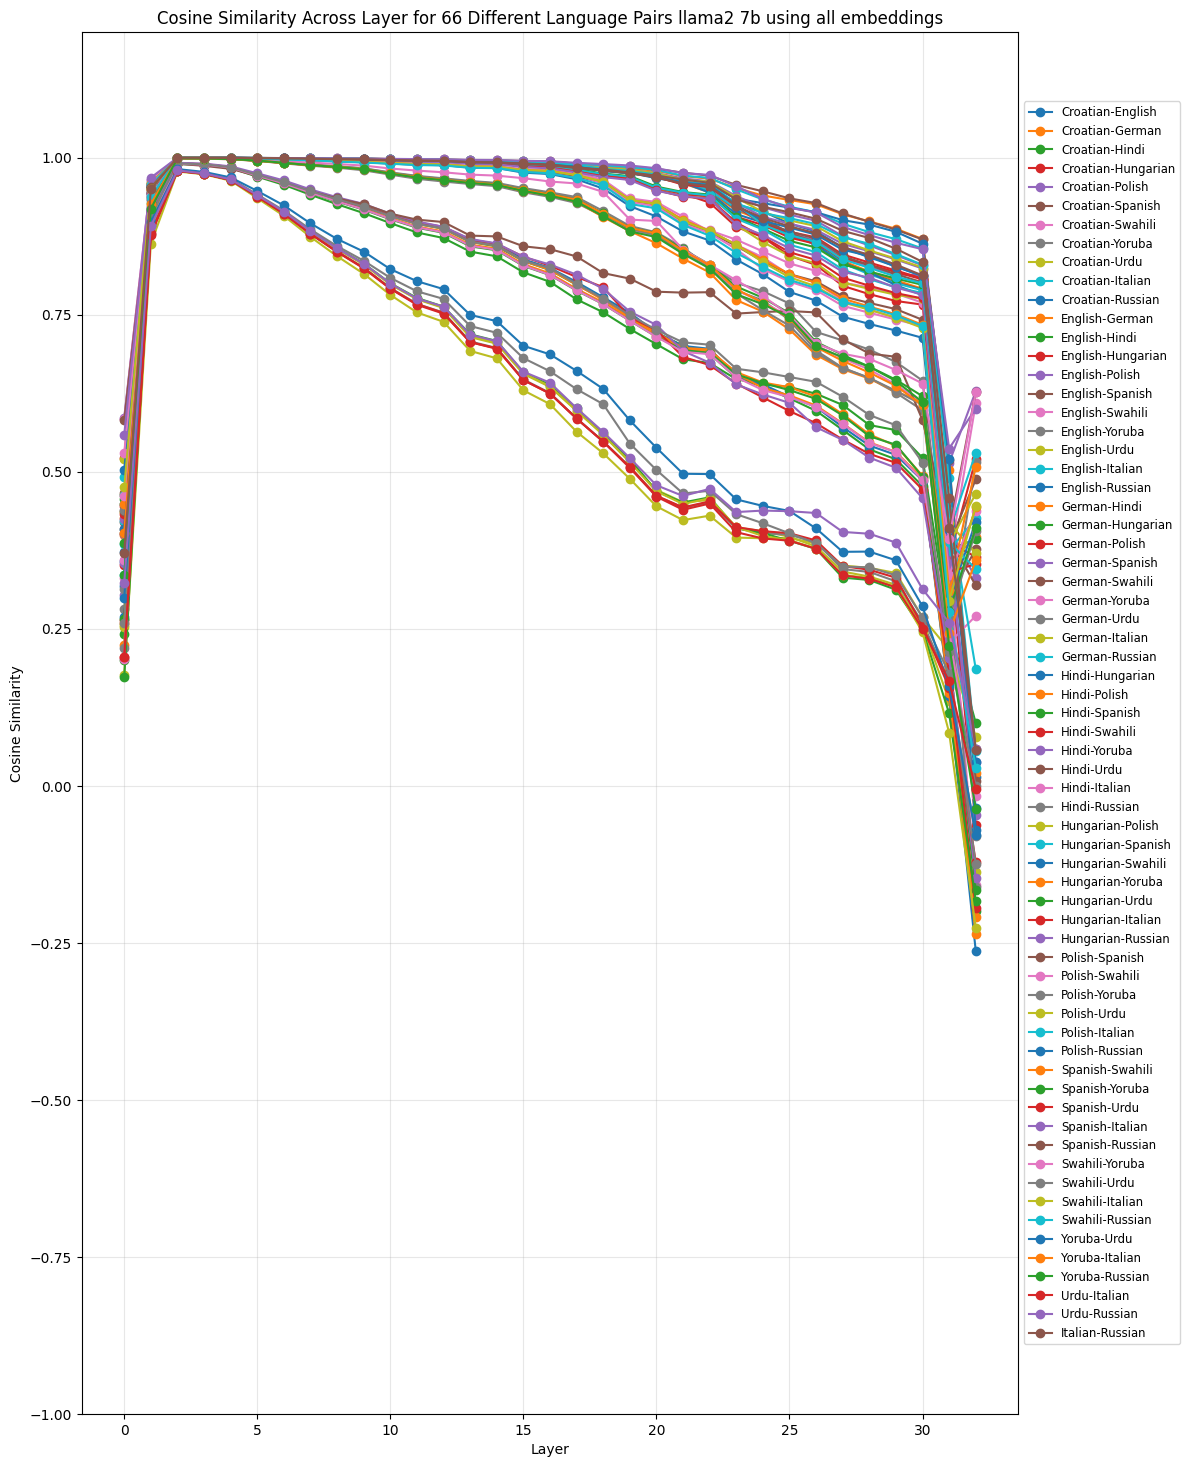 Cosine Similarity Across Layer for 66 Different Language Pairs llama2 7b using all embeddings
Cosine Similarity
1.00
0.75
0.50
0.25
0.00
−0.25
−0.50
−0.75
−1.00
0 5 10 15 20 25 30
Layer
Croatian-English
Croatian-German
Croatian-Hindi
Croatian-Hungarian
Croatian-Polish
Croatian-Spanish
Croatian-Swahili
Croatian-Yoruba
Croatian-Urdu
Croatian-Italian
Croatian-Russian
English-German
English-Hindi
English-Hungarian
English-Polish
English-Spanish
English-Swahili
English-Yoruba
English-Urdu
English-Italian
English-Russian
German-Hindi
German-Hungarian
German-Polish
German-Spanish
German-Swahili
German-Yoruba
German-Urdu
German-Italian
German-Russian
Hindi-Hungarian
Hindi-Polish
Hindi-Spanish
Hindi-Swahili
Hindi-Yoruba
Hindi-Urdu
Hindi-Italian
Hindi-Russian
Hungarian-Polish
Hungarian-Spanish
Hungarian-Swahili
Hungarian-Yoruba
Hungarian-Urdu
Hungarian-Italian
Hungarian-Russian
Polish-Spanish
Polish-Swahili
Polish-Yoruba
Polish-Urdu
Polish-Italian
Polish-Russian
Spanish-Swahili
Spanish-Yoruba
Spanish-Urdu
Spanish-Italian
Spanish-Russian
Swahili-Yoruba
Swahili-Urdu
Swahili-Italian
Swahili-Russian
Yoruba-Urdu
Yoruba-Italian
Yoruba-Russian
Urdu-Italian
Urdu-Russian
Italian-Russian